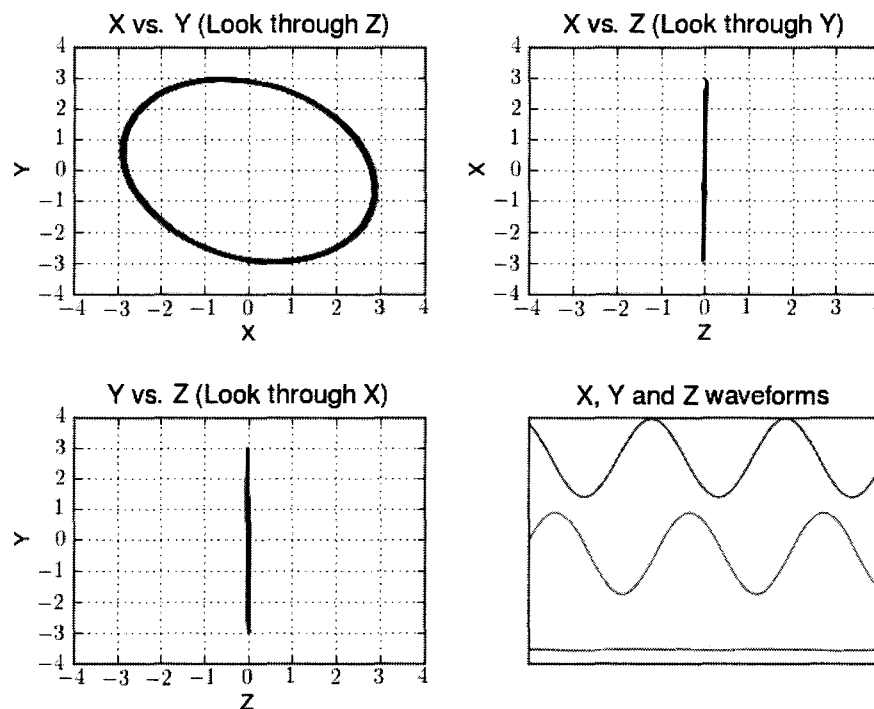 X vs. Y (Look through Z)
4
3
2
1
0
−1
−2
−3
−4
Y
−4 −3 −2 −1 0 1 2 3 4
X
X vs. Z (Look through Y)
4
3
2
1
0
−1
−2
−3
−4
X
−4 −3 −2 −1 0 1 2 3 4
Z
Y vs. Z (Look through X)
4
3
2
1
0
−1
−2
−3
−4
Y
−4 −3 −2 −1 0 1 2 3 4
Z
X, Y and Z waveforms